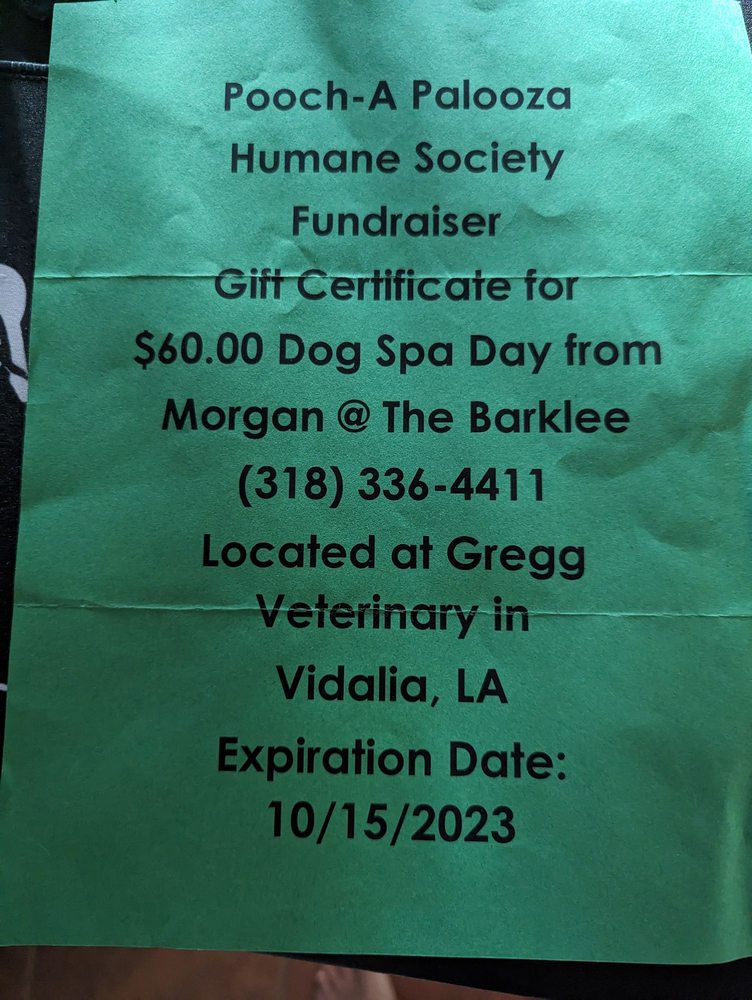 Pooch-A Palooza
Humane Society
Fundraiser
Gift Certificate for
$60.00 Dog Spa Day from
Morgan @ The Barklee
(318) 336-4411
Located at Gregg
Veterinary in
Vidalia, LA
Expiration Date:
10/15/2023